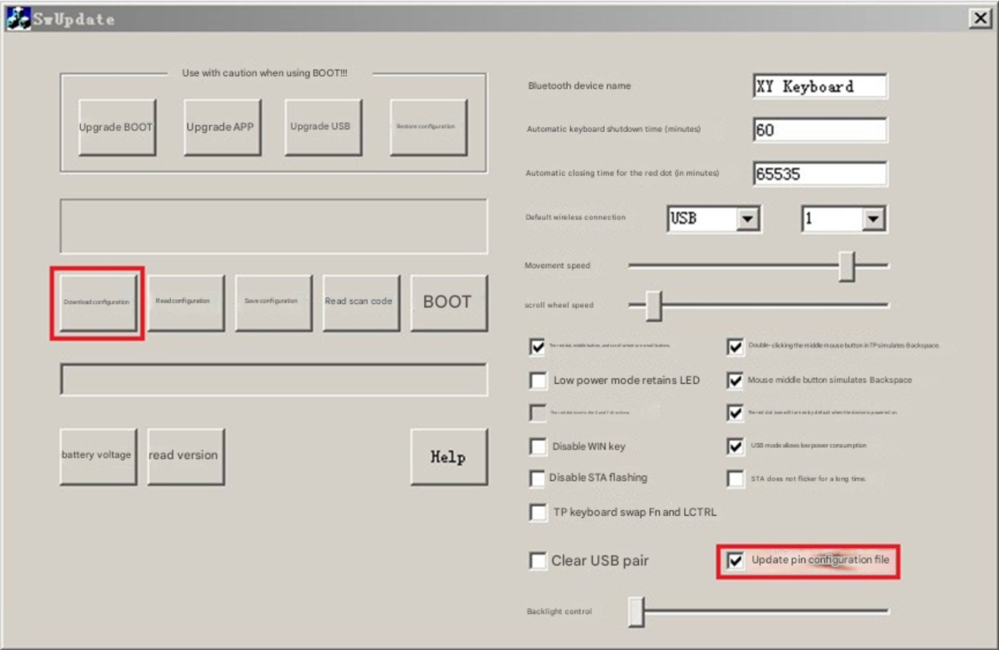 SwUpdate
Use with caution when using BOOT!!!
Upgrade BOOT
Upgrade APP
Upgrade USB
Restore configuration
Download configuration
Read configuration
Save configuration
Read scan code
BOOT
battery voltage
read version
Help
Bluetooth device name
XY Keyboard
Automatic keyboard shutdown time (minutes)
60
Automatic closing time for the red dot (in minutes)
65535
Default wireless connection
USB
1
Movement speed
scroll wheel speed
The red dot, middle button, and scroll wheel are small buttons.
Double-clicking the middle mouse button in TP simulates Backspace.
Low power mode retains LED
Mouse middle button simulates Backspace
The red dot inverts the X and Y directions.
The red dot icon will turn on by default when the device is powered on.
Disable WIN key
USB mode allows low power consumption
Disable STA flashing
STA does not flicker for a long time.
TP keyboard swap Fn and LCTRL
Clear USB pair
Update pin configuration file
Backlight control